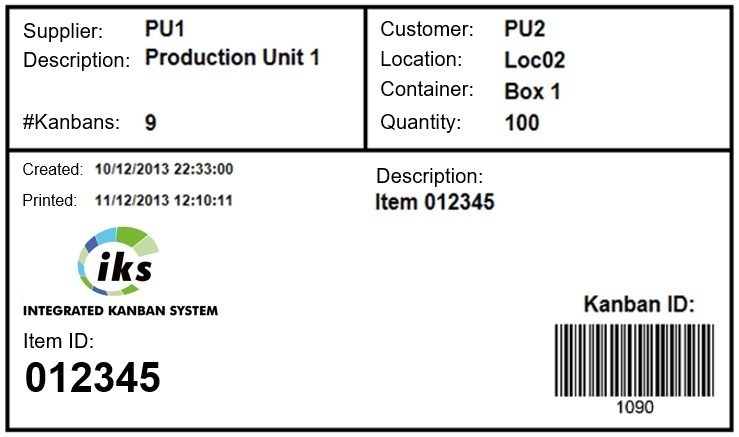 Supplier: PU1
Description: Production Unit 1
#Kanbans: 9
Customer: PU2
Location: Loc02
Container: Box 1
Quantity: 100
Created: 10/12/2013 22:33:00
Printed: 11/12/2013 12:10:11
Description:
Item 012345
iks
INTEGRATED KANBAN SYSTEM
Item ID:
012345
Kanban ID:
1090